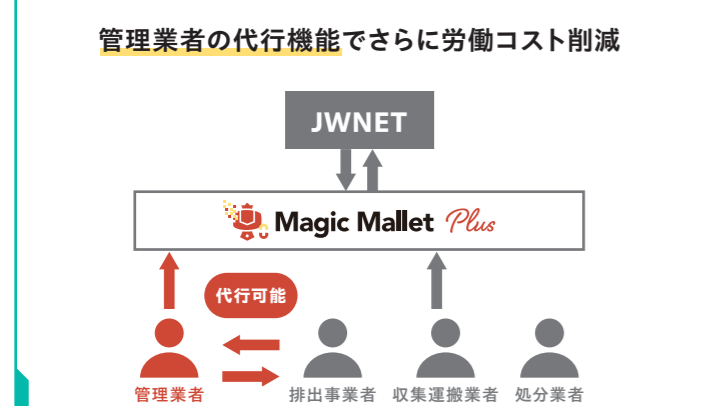 管理業者の代行機能でさらに労働コスト削減
JWNET
Magic Mallet Plus
代行可能
管理業者
排出事業者
収集運搬業者
処分業者